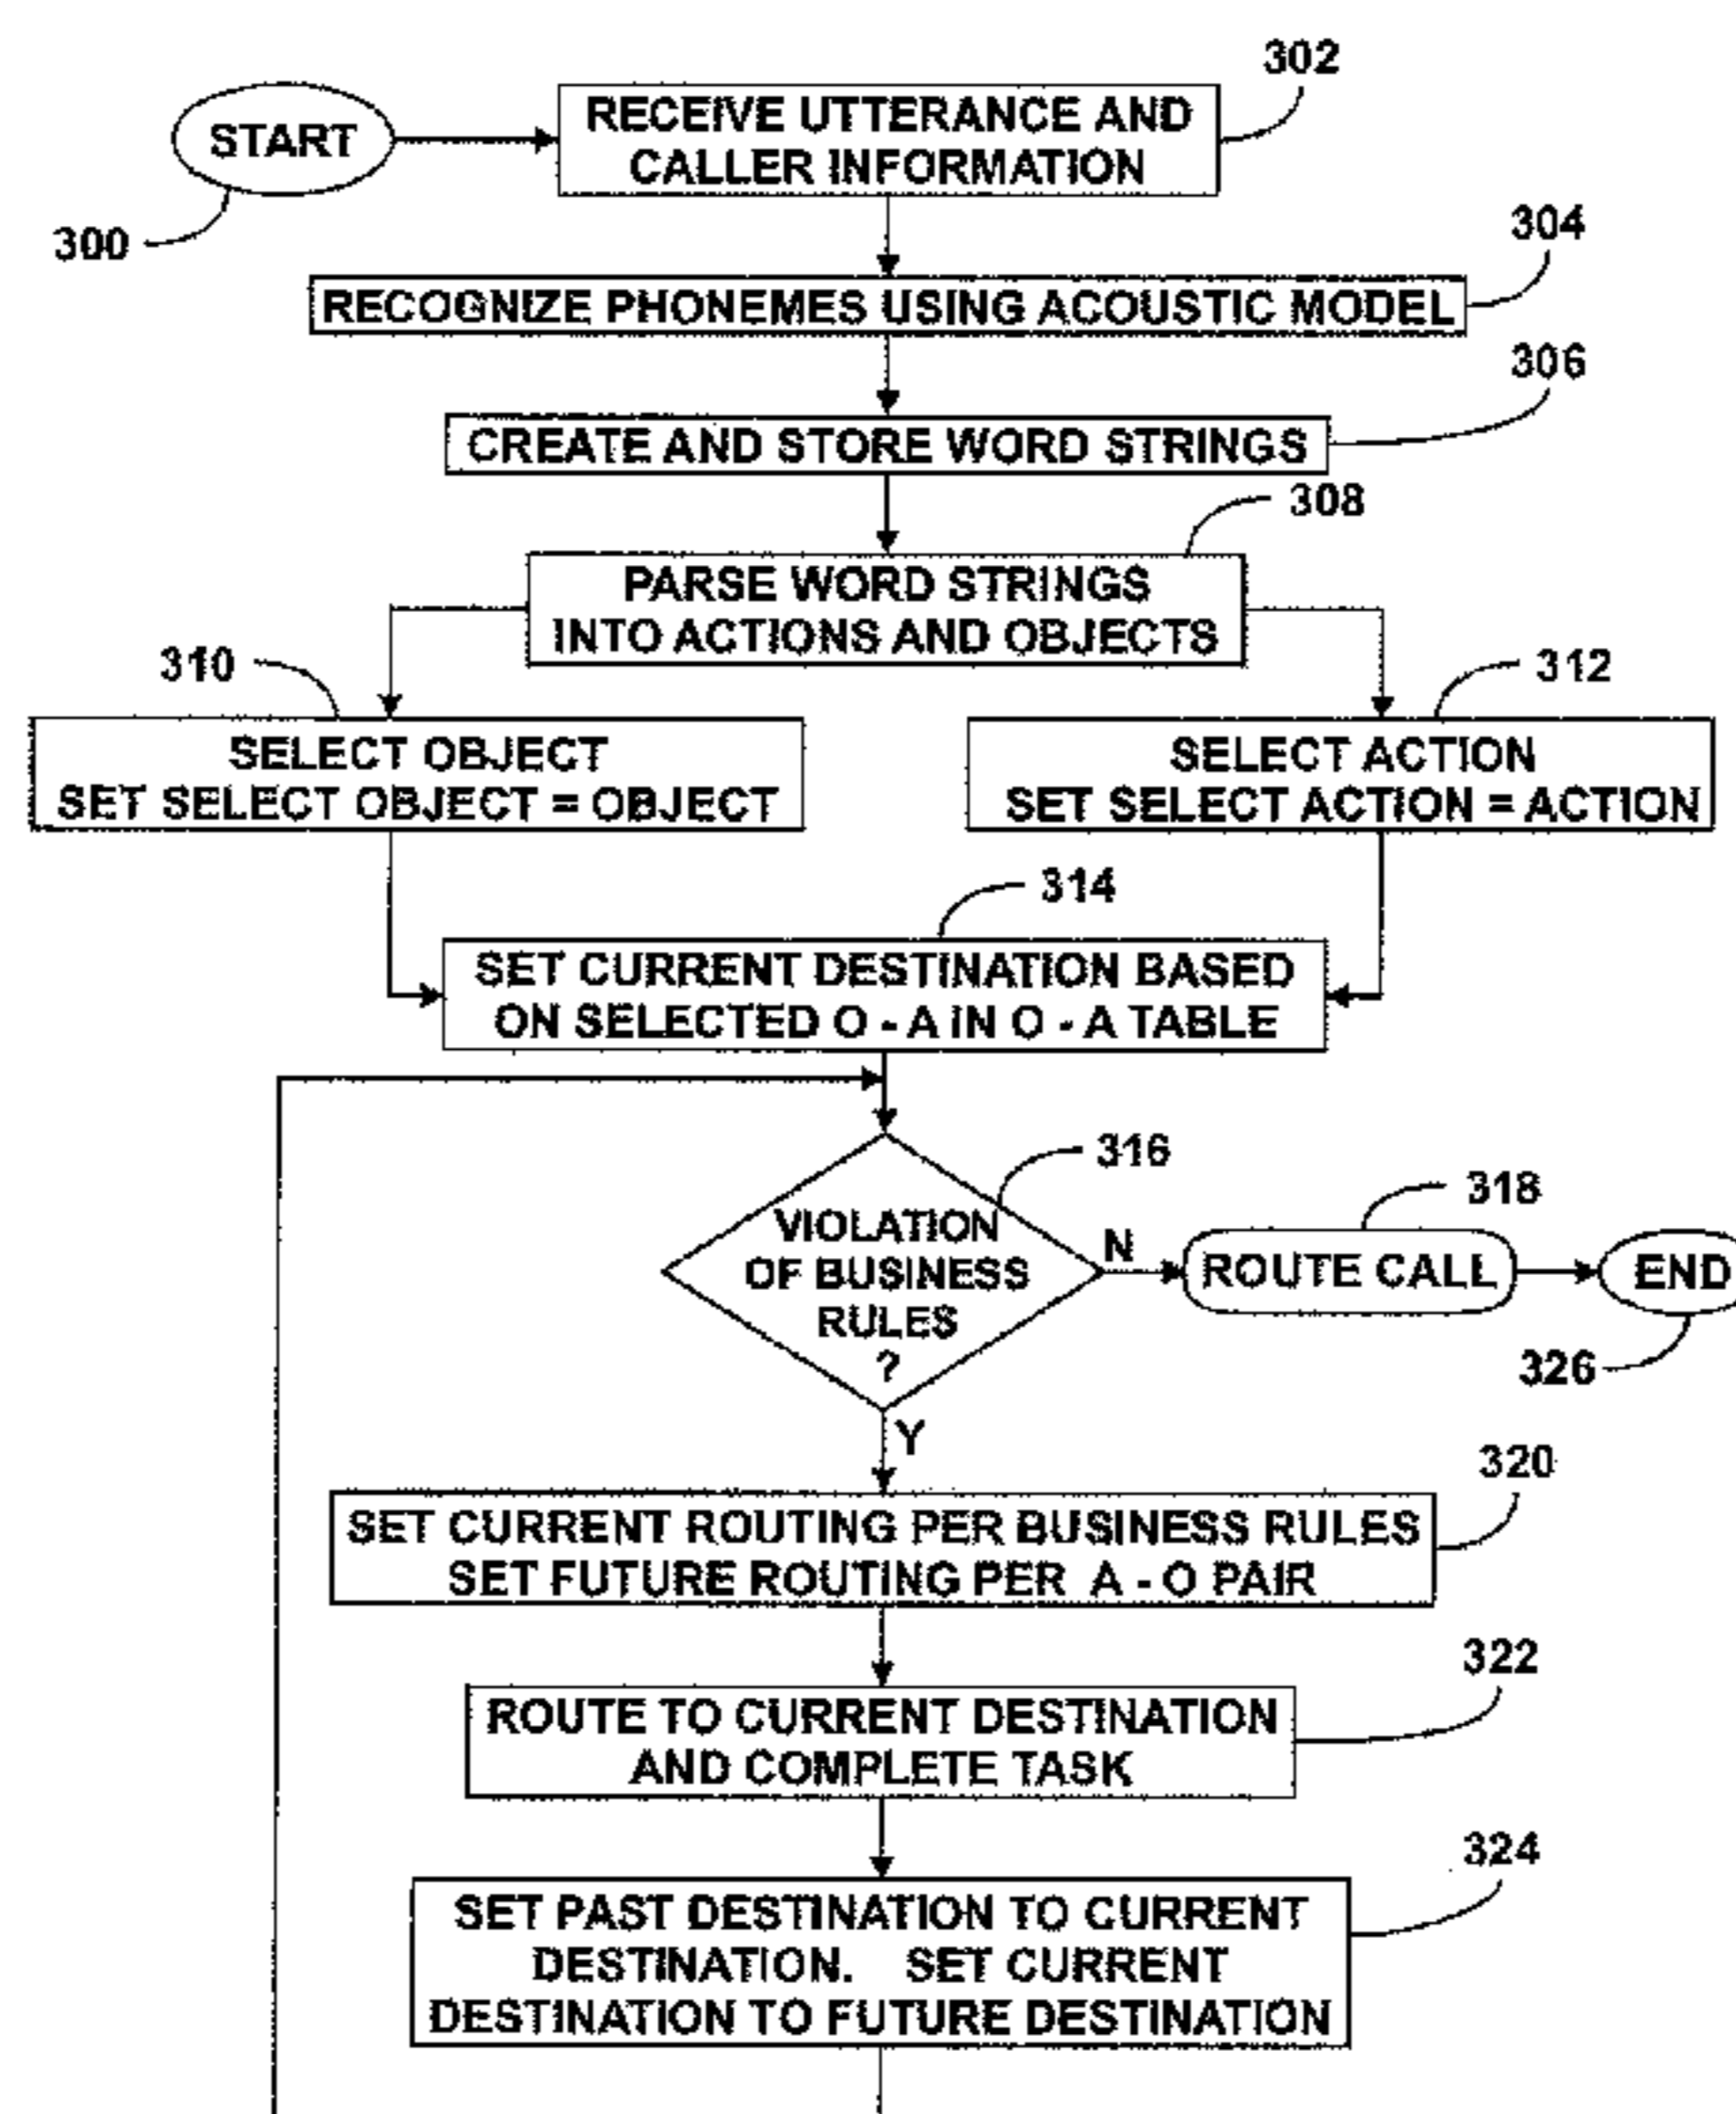 302
START
RECEIVE UTTERANCE AND
CALLER INFORMATION
300
304
RECOGNIZE PHONEMES USING ACOUSTIC MODEL
306
CREATE AND STORE WORD STRINGS
308
PARSE WORD STRINGS
INTO ACTIONS AND OBJECTS
310
312
SELECT OBJECT
SET SELECT OBJECT = OBJECT
SELECT ACTION
SET SELECT ACTION = ACTION
314
SET CURRENT DESTINATION BASED
ON SELECTED O - A IN O - A TABLE
316
VIOLATION
OF BUSINESS
RULES
?
N
318
ROUTE CALL
END
326
Y
320
SET CURRENT ROUTING PER BUSINESS RULES
SET FUTURE ROUTING PER A - O PAIR
322
ROUTE TO CURRENT DESTINATION
AND COMPLETE TASK
324
SET PAST DESTINATION TO CURRENT
DESTINATION. SET CURRENT
DESTINATION TO FUTURE DESTINATION